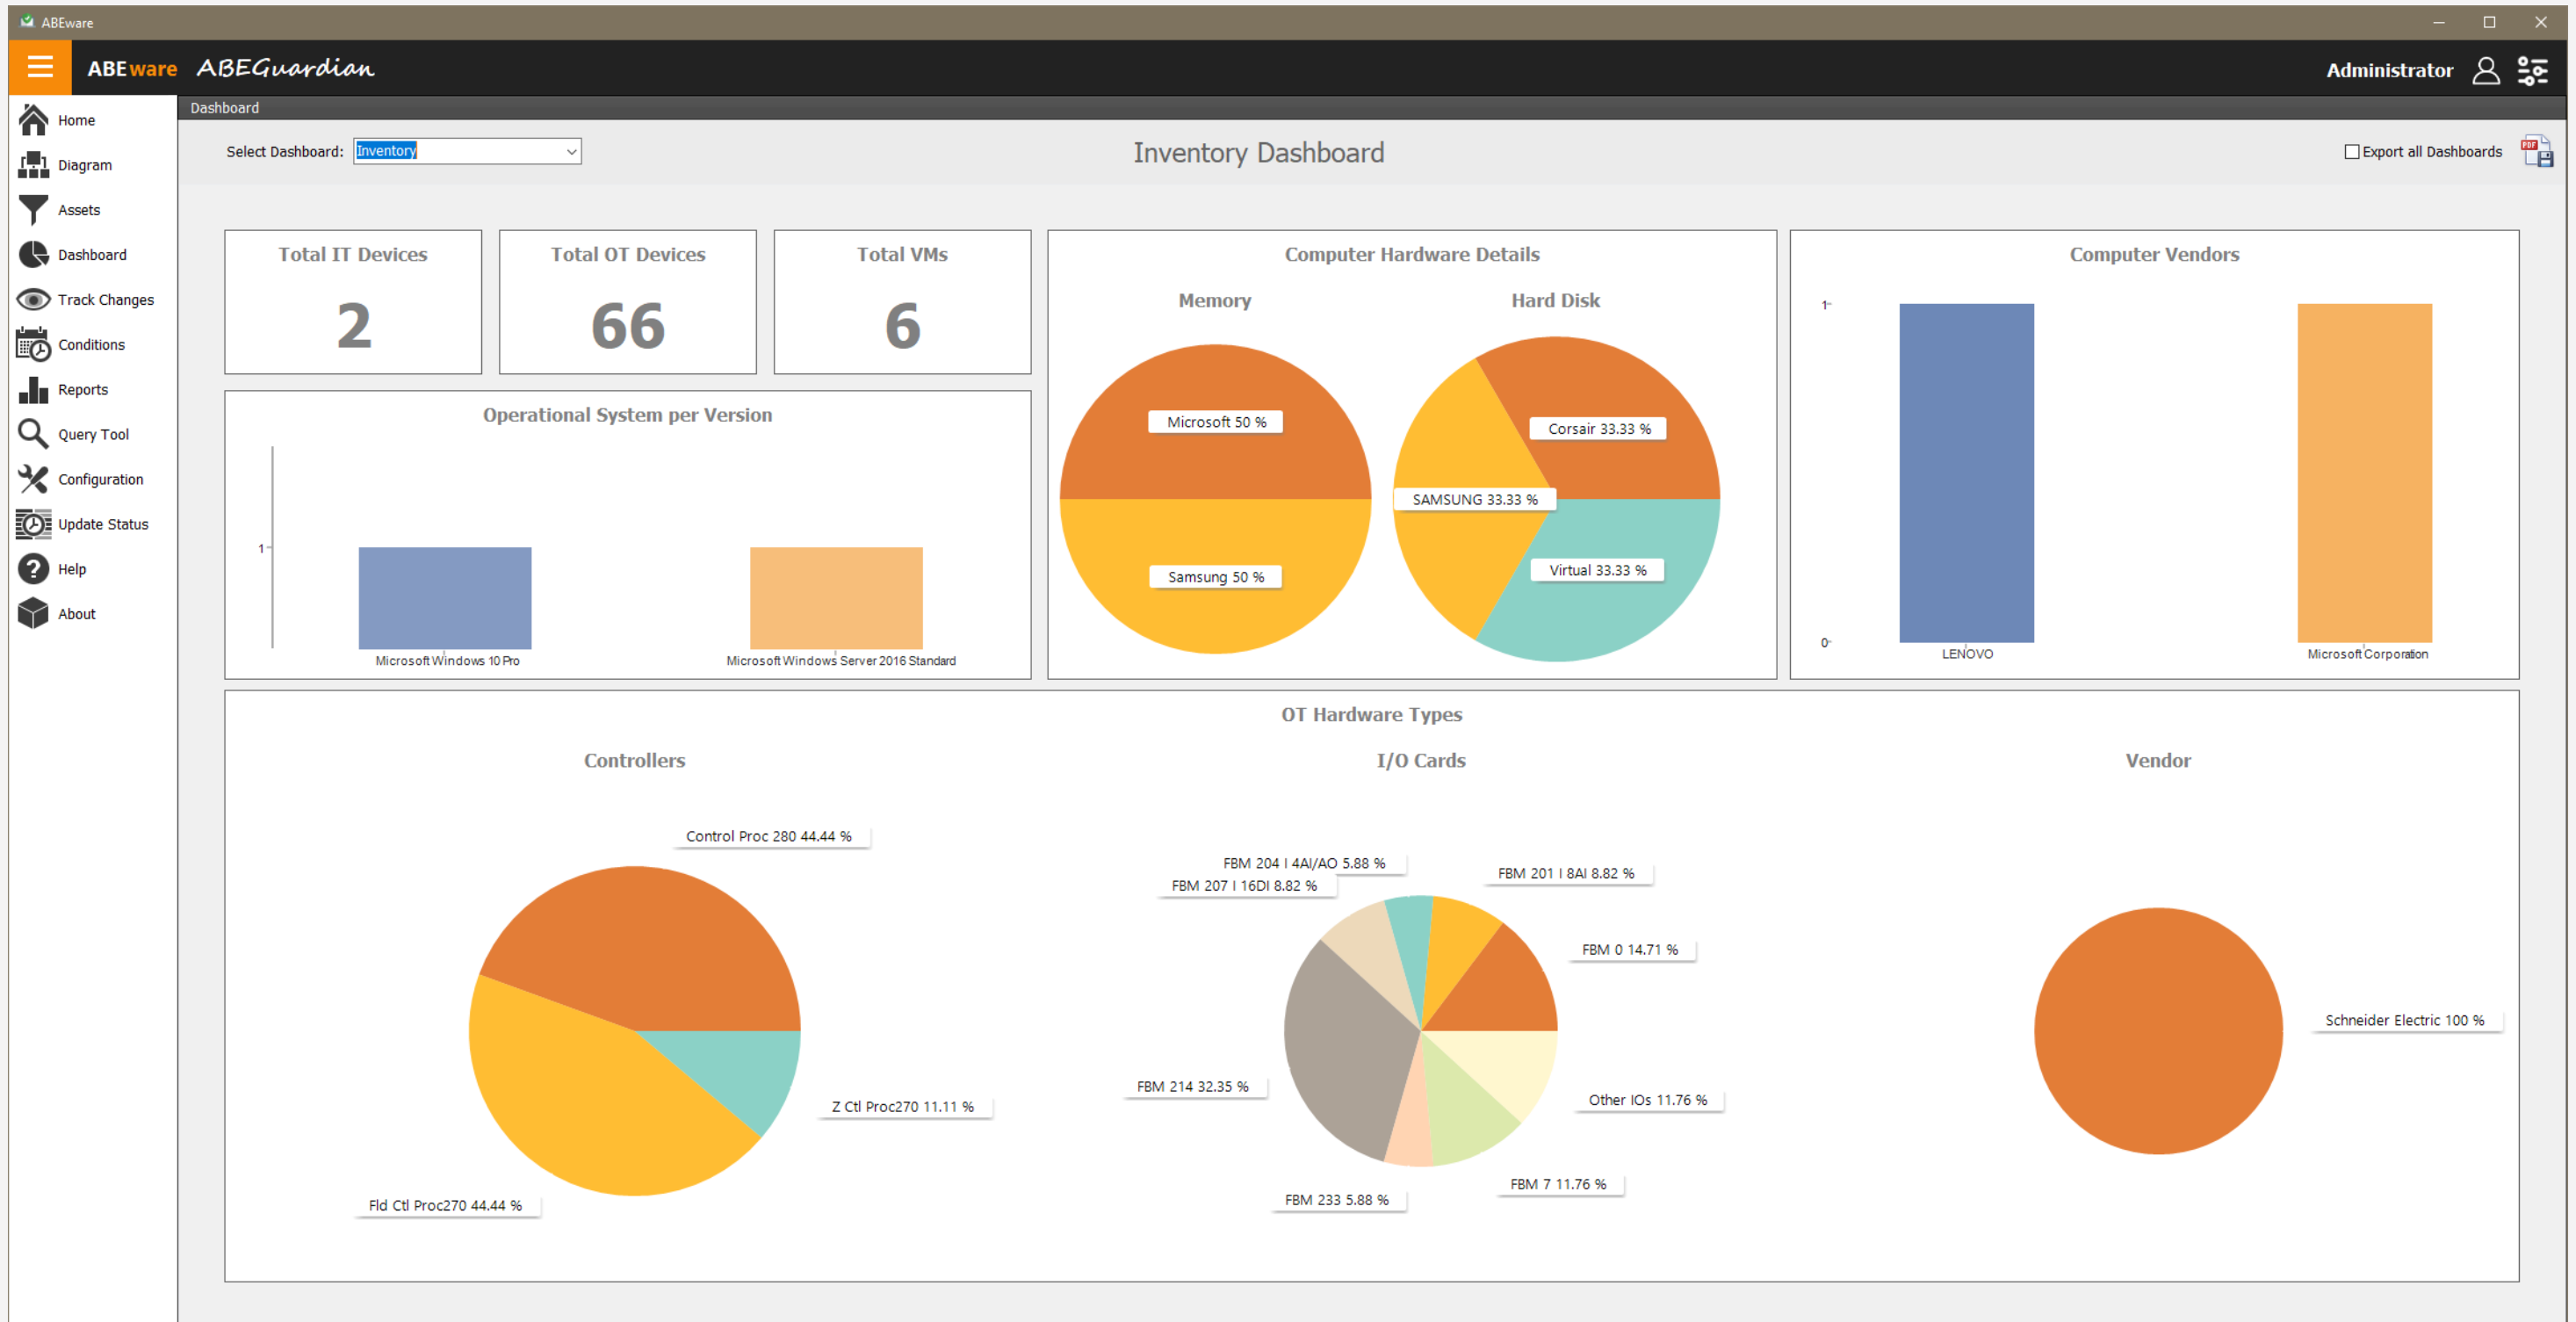 ABEware
ABEware ABEGuardian
Administrator
Home
Diagram
Assets
Dashboard
Track Changes
Conditions
Reports
Query Tool
Configuration
Update Status
Help
About
Dashboard
Select Dashboard: Inventory
Inventory Dashboard
Export all Dashboards
PDF
Total IT Devices
2
Total OT Devices
66
Total VMs
6
Operational System per Version
1
Microsoft Windows 10 Pro
Microsoft Windows Server 2016 Standard
Computer Hardware Details
Memory
Microsoft 50 %
Samsung 50 %
Hard Disk
Corsair 33.33 %
SAMSUNG 33.33 %
Virtual 33.33 %
Computer Vendors
1
0
LENOVO
Microsoft Corporation
OT Hardware Types
Controllers
Control Proc 280 44.44 %
Z Ctl Proc270 11.11 %
Fld Ctl Proc270 44.44 %
I/O Cards
FBM 204 I 4AI/AO 5.88 %
FBM 207 I 16DI 8.82 %
FBM 201 I 8AI 8.82 %
FBM 0 14.71 %
FBM 214 32.35 %
Other IOs 11.76 %
FBM 7 11.76 %
FBM 233 5.88 %
Vendor
Schneider Electric 100 %